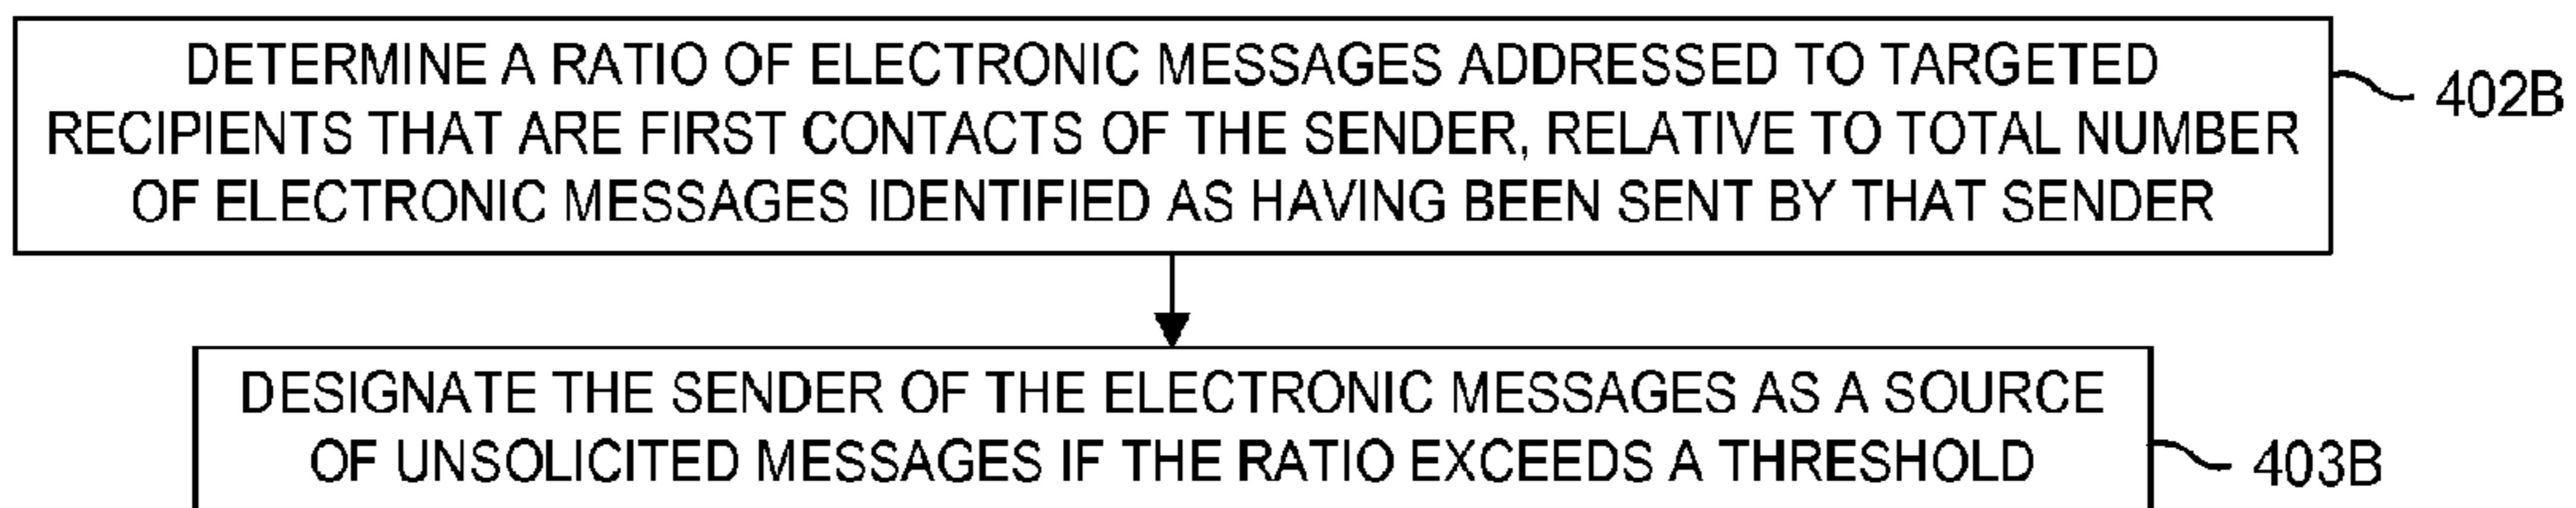 DETERMINE A RATIO OF ELECTRONIC MESSAGES ADDRESSED TO TARGETED
RECIPIENTS THAT ARE FIRST CONTACTS OF THE SENDER, RELATIVE TO TOTAL NUMBER
OF ELECTRONIC MESSAGES IDENTIFIED AS HAVING BEEN SENT BY THAT SENDER
402B
DESIGNATE THE SENDER OF THE ELECTRONIC MESSAGES AS A SOURCE
OF UNSOLICITED MESSAGES IF THE RATIO EXCEEDS A THRESHOLD
403B